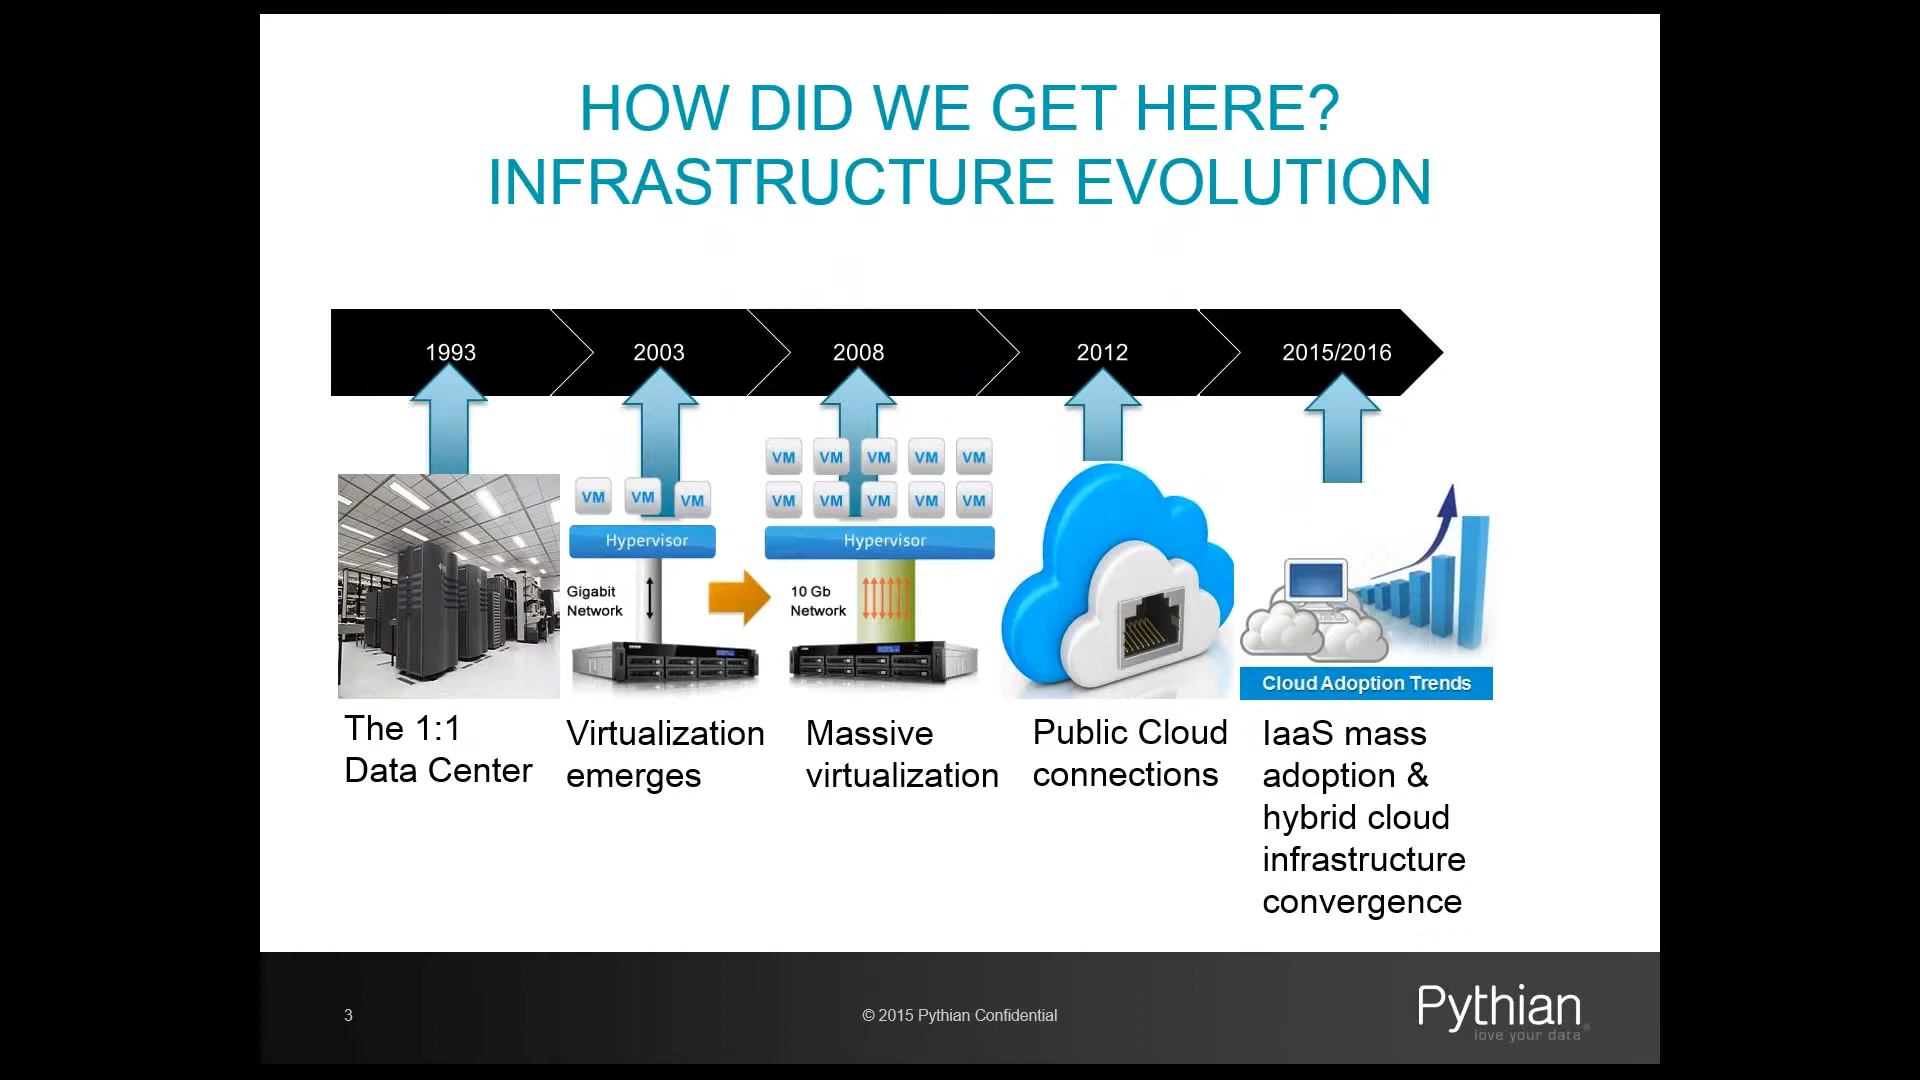 HOW DID WE GET HERE?
INFRASTRUCTURE EVOLUTION
1993
2003
2008
2012
2015/2016
VM VM VM
Hypervisor
Gigabit
Network
VM VM VM VM VM
VM VM VM VM VM
Hypervisor
10 Gb
Network
Cloud Adoption Trends
The 1:1
Data Center
Virtualization
emerges
Massive
virtualization
Public Cloud
connections
IaaS mass
adoption &
hybrid cloud
infrastructure
convergence
3
© 2015 Pythian Confidential
Pythian
love your data®